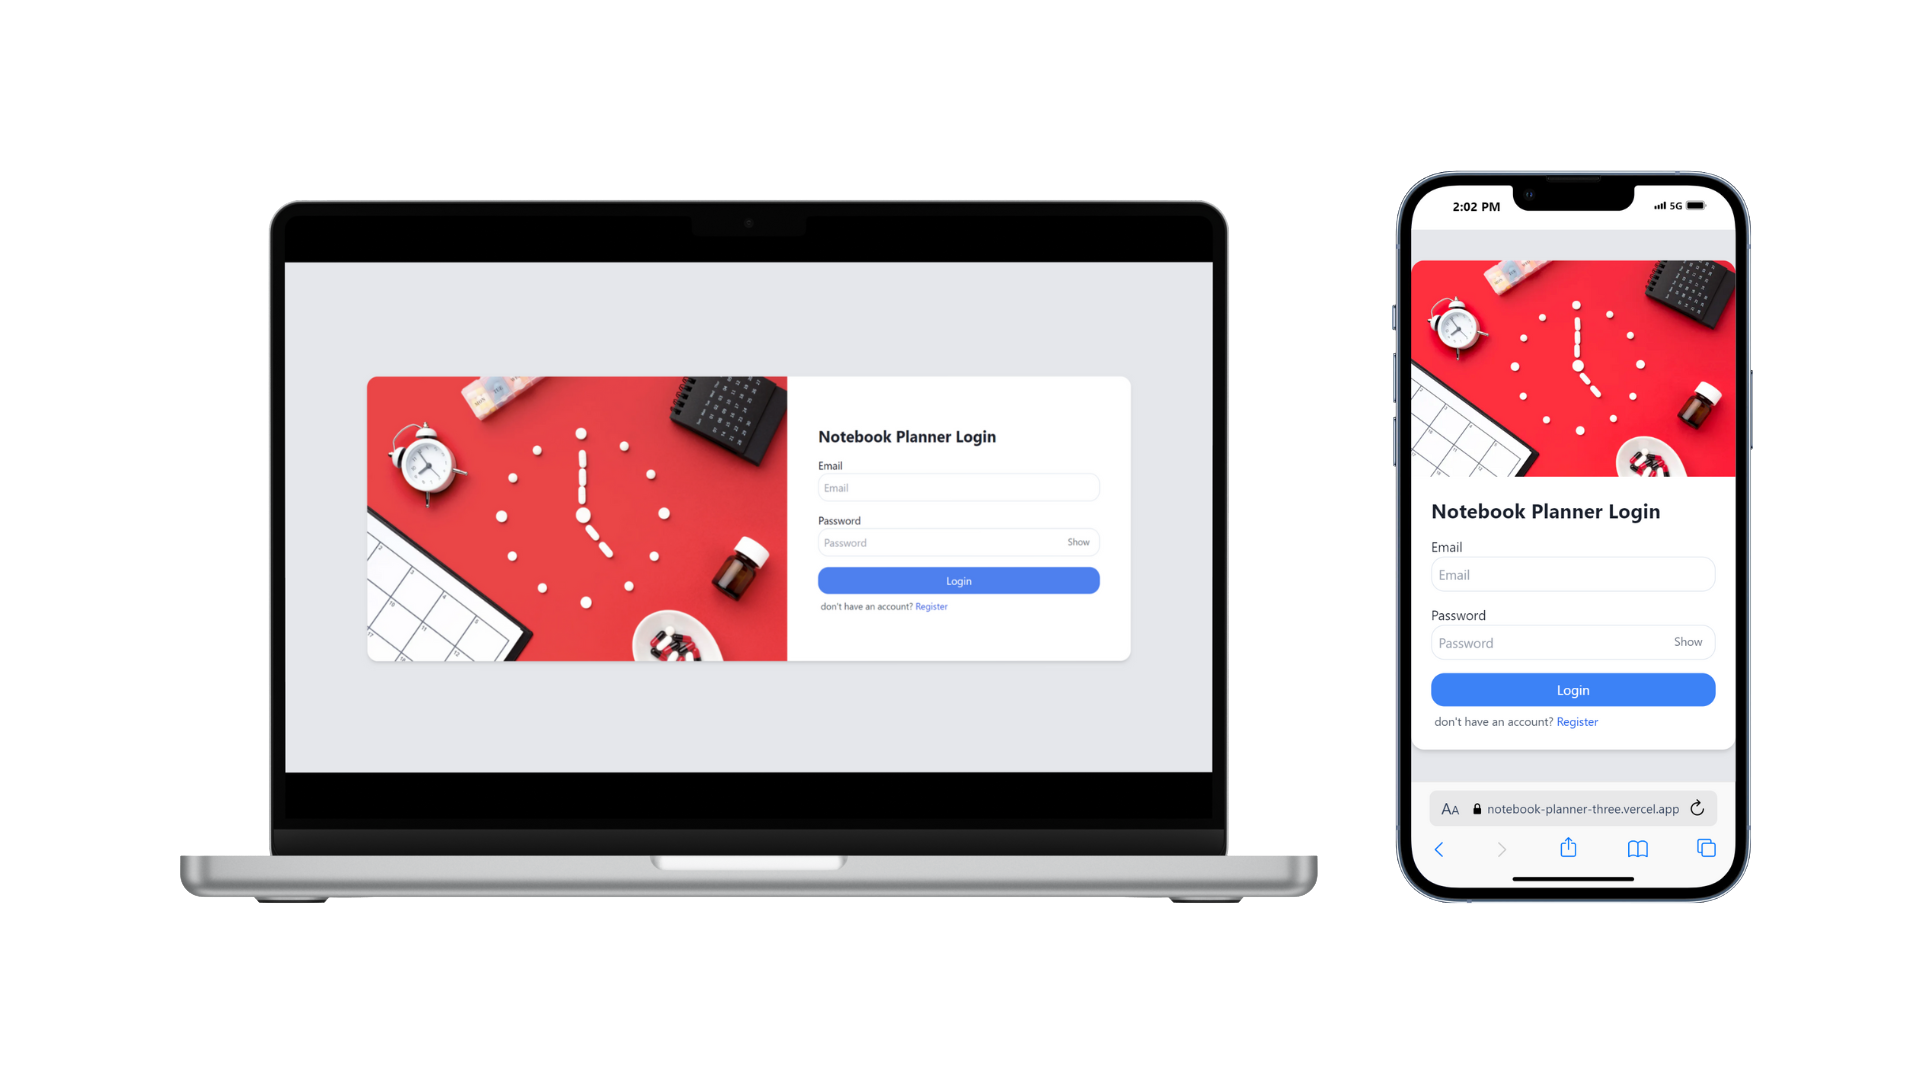 Notebook Planner Login
Email
Email
Password
Password
Show
Login
don't have an account? Register
2:02 PM
5G
Notebook Planner Login
Email
Email
Password
Password
Show
Login
don't have an account? Register
AA
notebook-planner-three.vercel.app